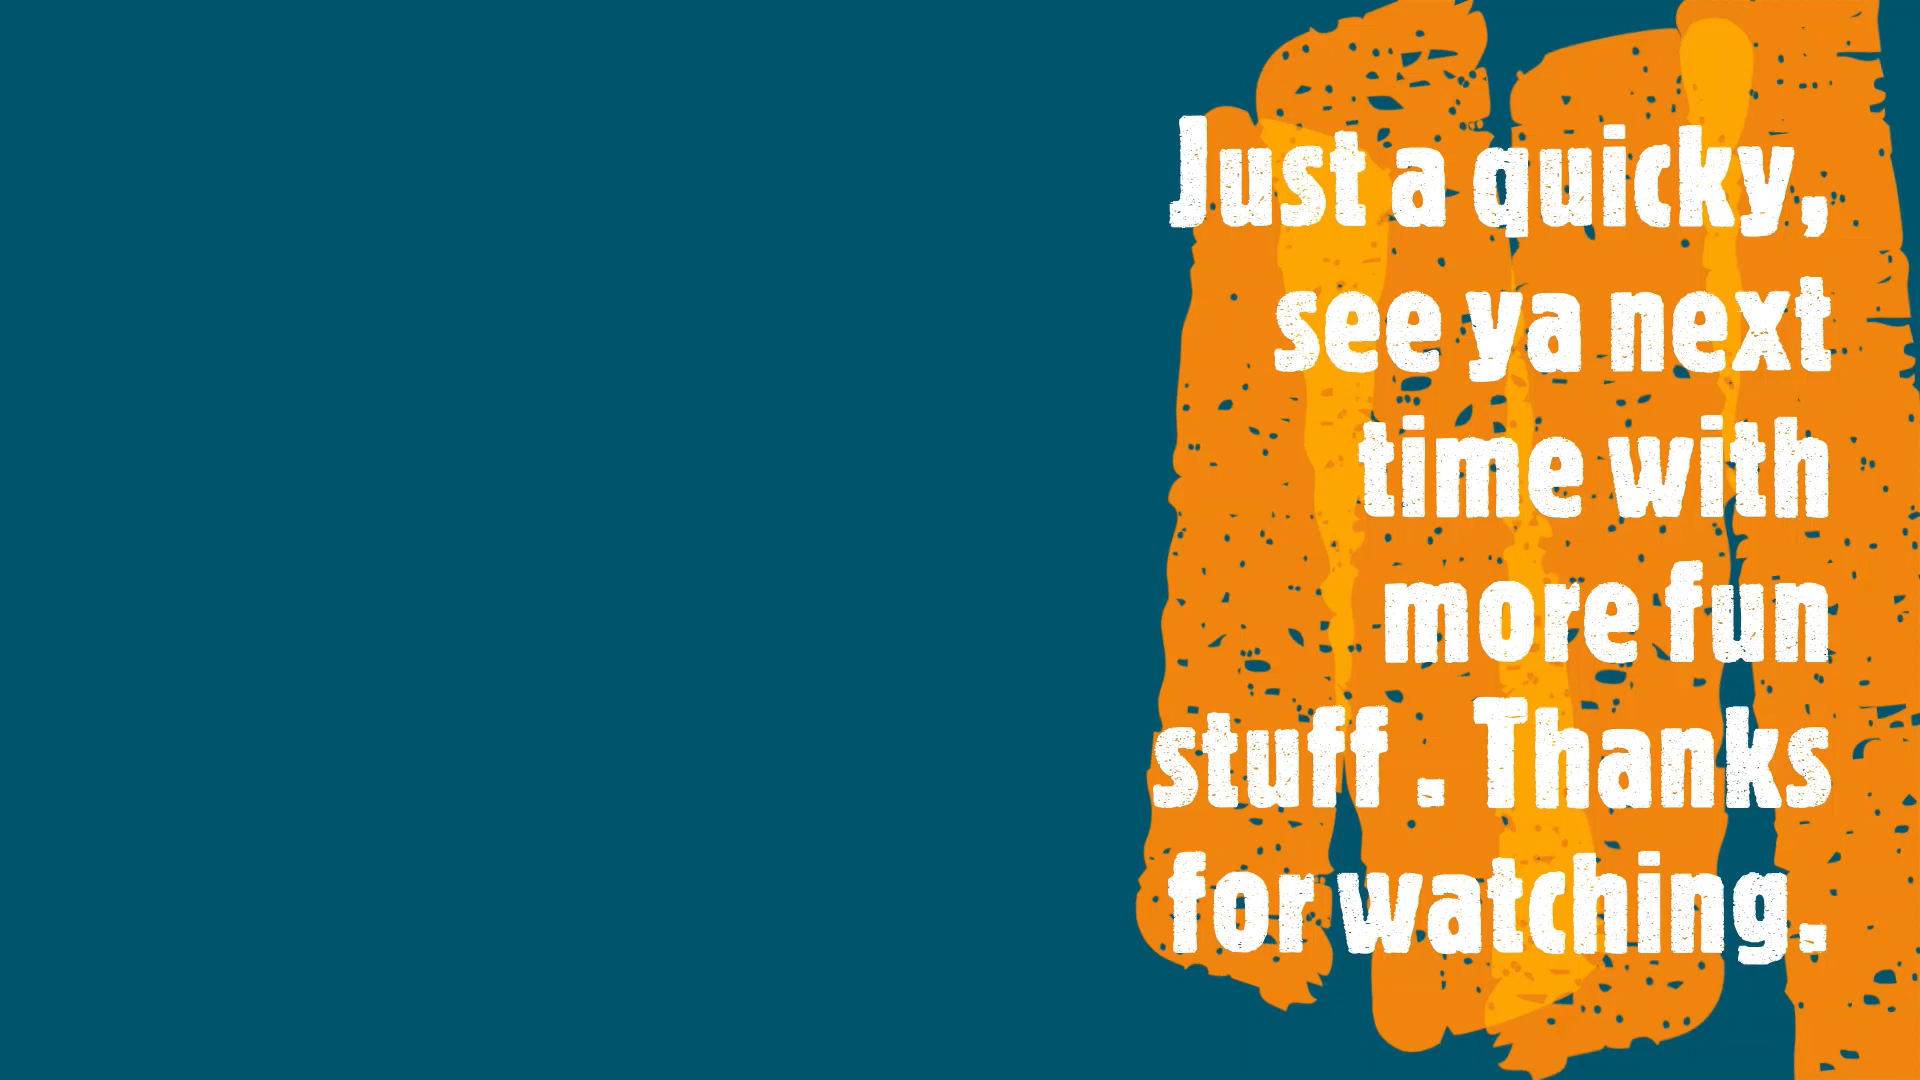 Just a quicky,
see ya next
time with
more fun
stuff . Thanks
for watching.